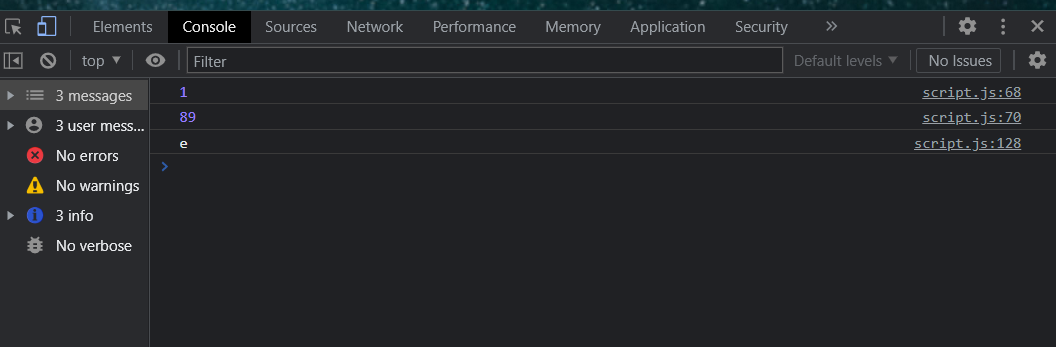 Elements Console Sources Network Performance Memory Application Security »
top Filter Default levels No Issues
3 messages
3 user mess...
No errors
No warnings
3 info
No verbose
1 script.js:68
89 script.js:70
e script.js:128
>